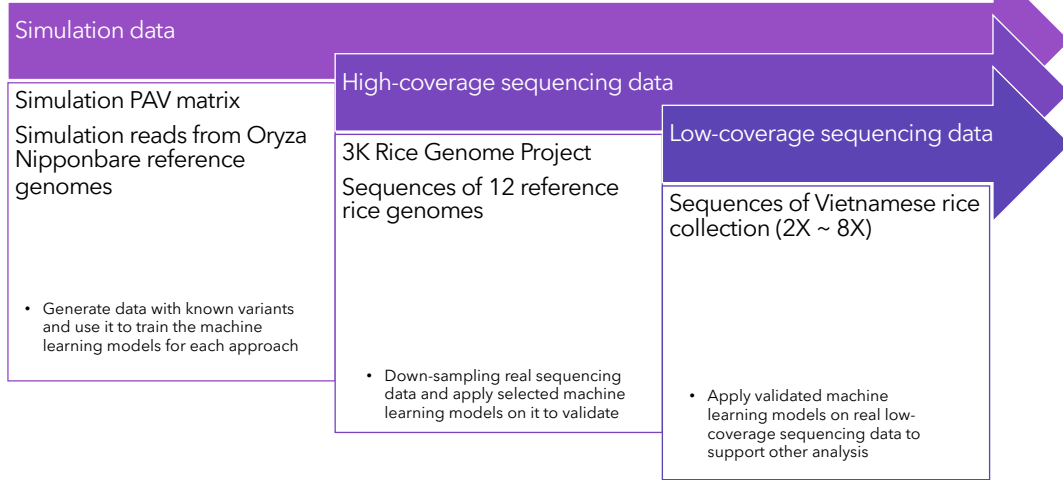 Simulation data
Simulation PAV matrix
Simulation reads from Oryza
Nipponbare reference
genomes
• Generate data with known variants
and use it to train the machine
learning models for each approach
High-coverage sequencing data
3K Rice Genome Project
Sequences of 12 reference
rice genomes
• Down-sampling real sequencing
data and apply selected machine
learning models on it to validate
Low-coverage sequencing data
Sequences of Vietnamese rice
collection (2X ~ 8X)
• Apply validated machine
learning models on real low-
coverage sequencing data to
support other analysis